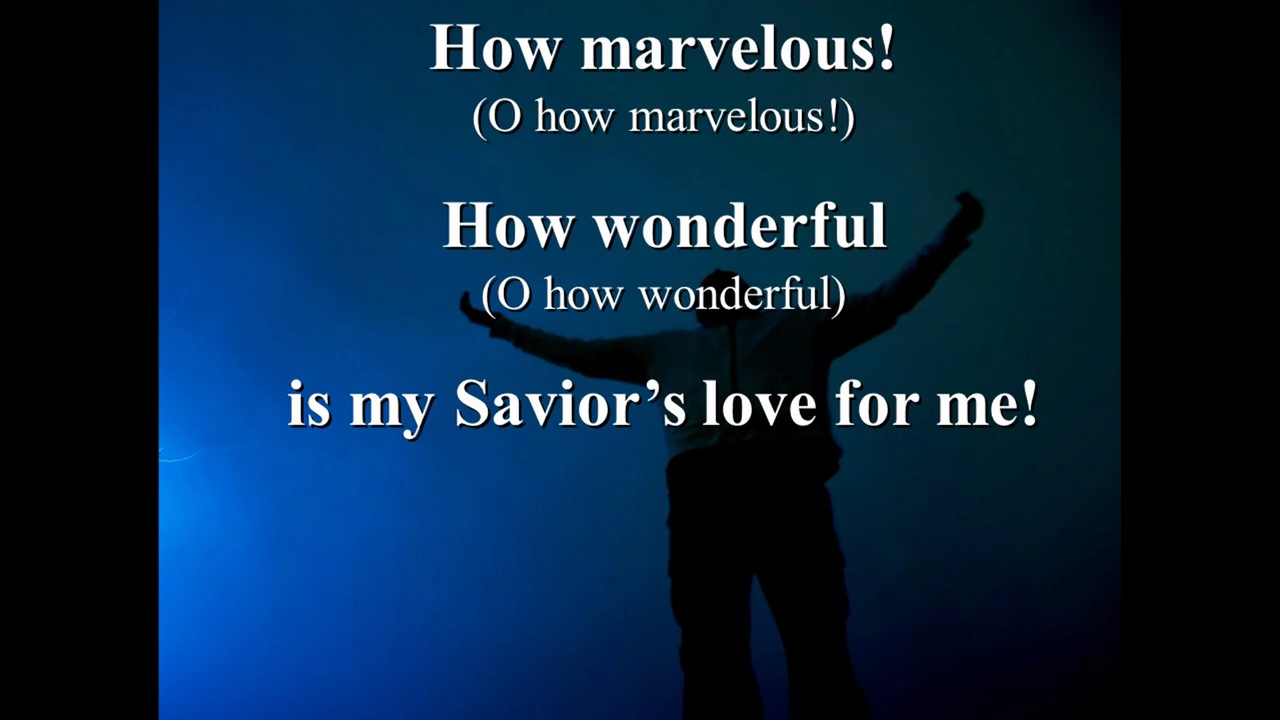 How marvelous!
(O how marvelous!)
How wonderful
(O how wonderful)
is my Savior’s love for me!